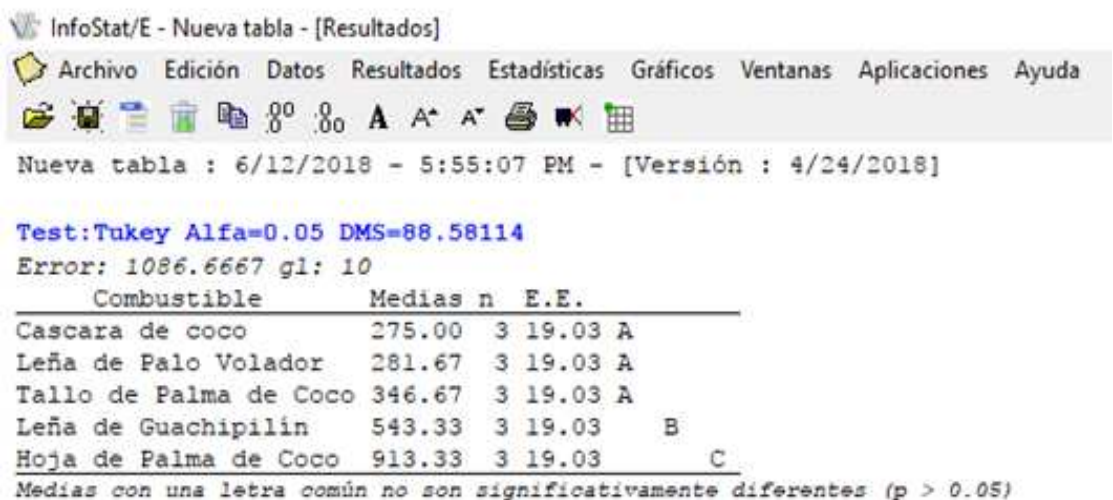 InfoStat/E - Nueva tabla - [Resultados]
Archivo Edición Datos Resultados Estadísticas Gráficos Ventanas Aplicaciones Ayuda
Nueva tabla : 6/12/2018 - 5:55:07 PM - [Versión : 4/24/2018]
Test:Tukey Alfa=0.05 DMS=88.58114
Error: 1086.6667 gl: 10
Combustible Medias n E.E.
Cascara de coco 275.00 3 19.03 A
Leña de Palo Volador 281.67 3 19.03 A
Tallo de Palma de Coco 346.67 3 19.03 A
Leña de Guachipilín 543.33 3 19.03 B
Hoja de Palma de Coco 913.33 3 19.03 C
Medias con una letra común no son significativamente diferentes (p > 0.05)